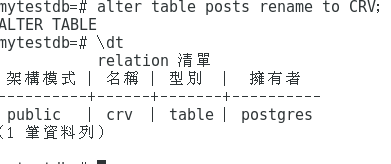 mytestdb=# alter table posts rename to CRV;
ALTER TABLE
mytestdb=# \dt
relation 清單
架構模式 | 名稱 | 型別 | 擁有者
----------+------+-------+----------
public | crv | table | postgres
(1 筆資料列)
mytestdb=#